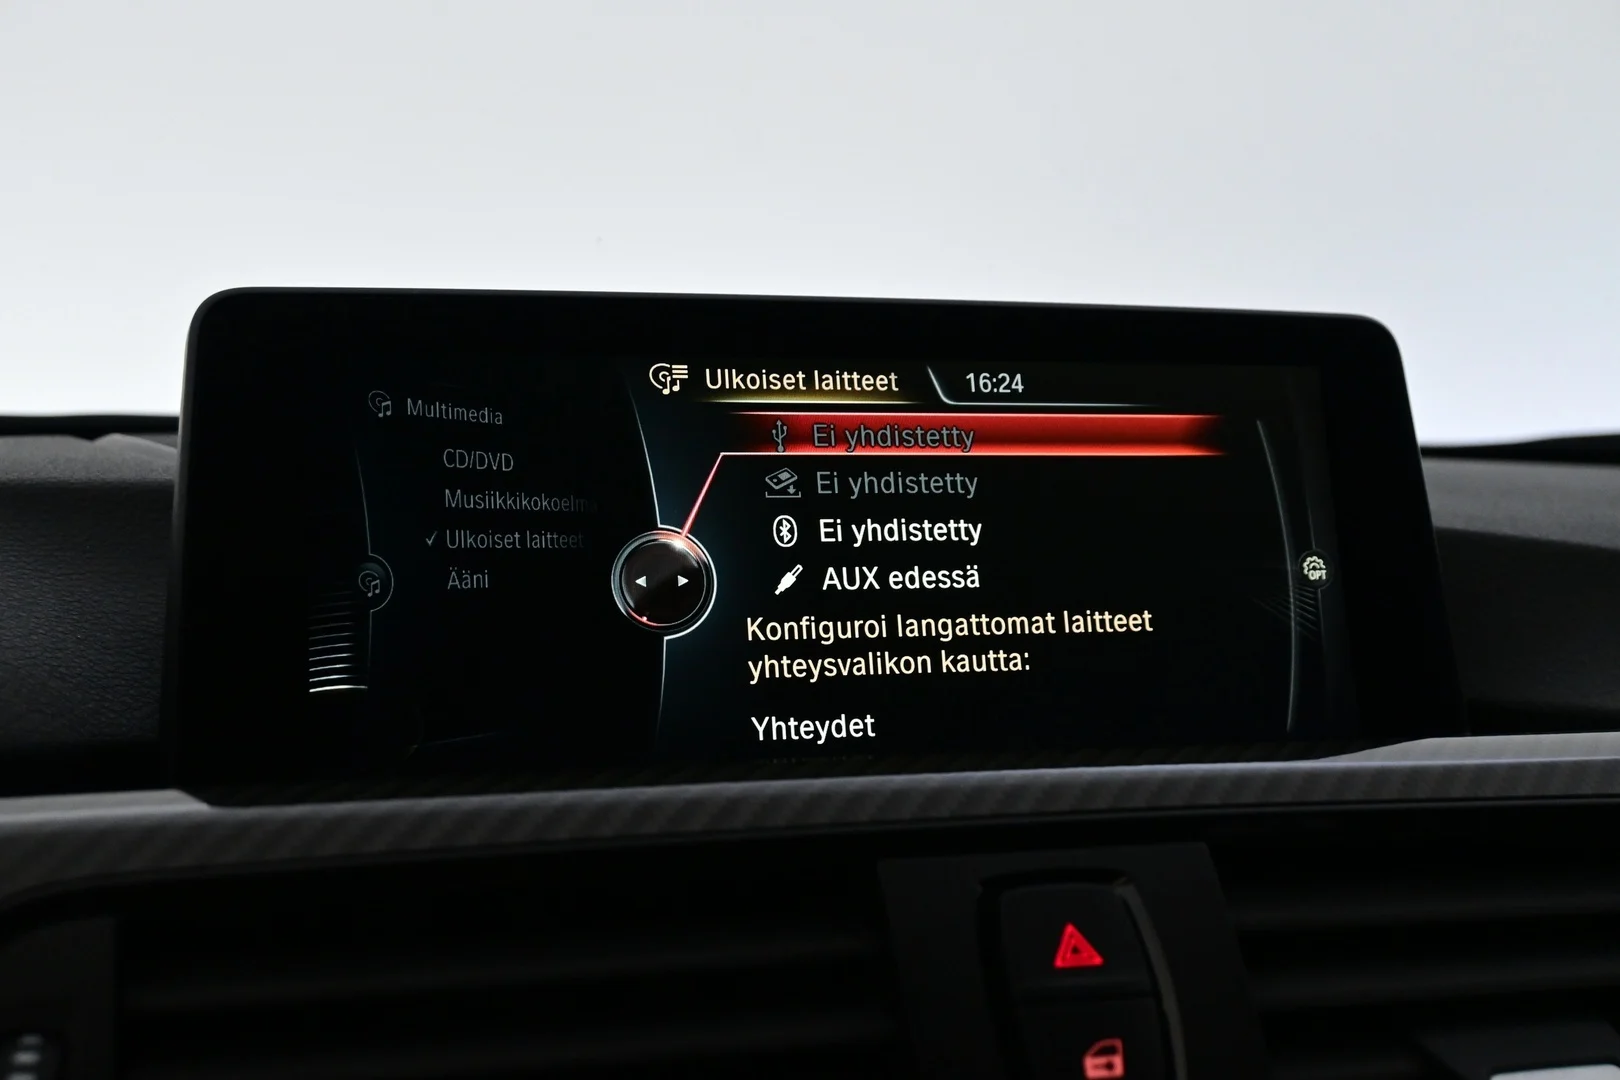 Ulkoiset laitteet
16:24
Multimedia
CD/DVD
Musiikkikokoelm
✓ Ulkoiset laitteet
Ääni
Ei yhdistetty
Ei yhdistetty
Ei yhdistetty
AUX edessä
Konfiguroi langattomat laitteet
yhteysvalikon kautta:
Yhteydet
OPT